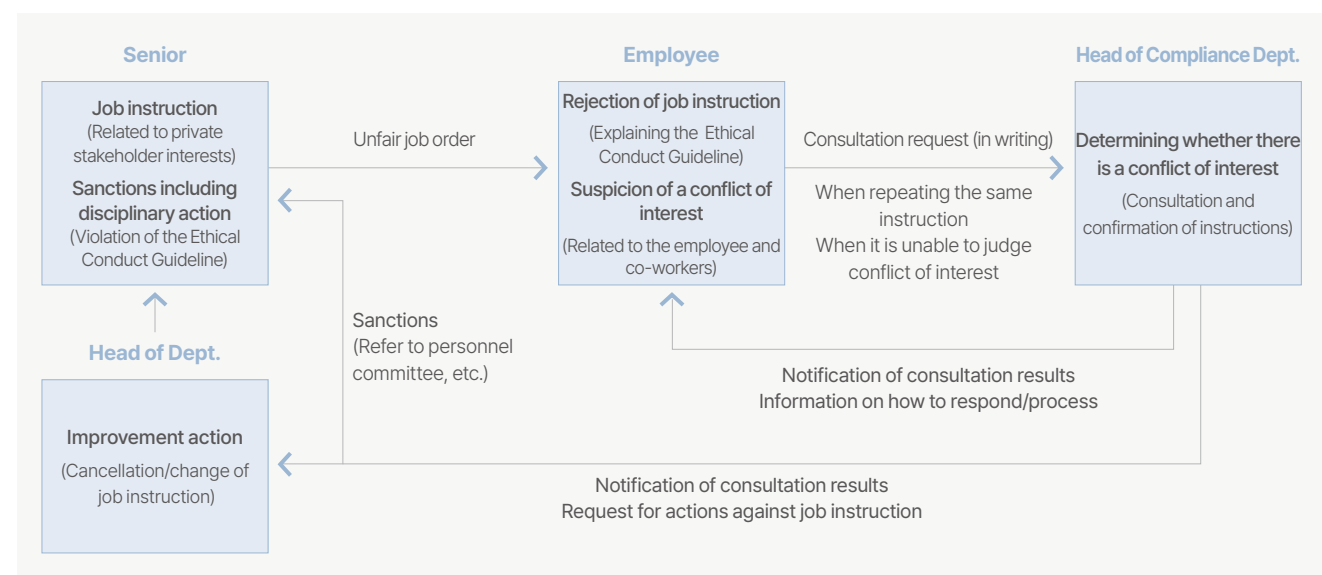 Senior
Job instruction
(Related to private
stakeholder interests)
Sanctions including
disciplinary action
(Violation of the Ethical
Conduct Guideline)
Unfair job order
Employee
Rejection of job instruction
(Explaining the Ethical
Conduct Guideline)
Suspicion of a conflict of
interest
(Related to the employee and
co-workers)
Consultation request (in writing)
When repeating the same
instruction
When it is unable to judge
conflict of interest
Head of Compliance Dept.
Determining whether there
is a conflict of interest
(Consultation and
confirmation of instructions)
Sanctions
(Refer to personnel
committee, etc.)
Notification of consultation results
Information on how to respond/process
Head of Dept.
Improvement action
(Cancellation/change of
job instruction)
Notification of consultation results
Request for actions against job instruction